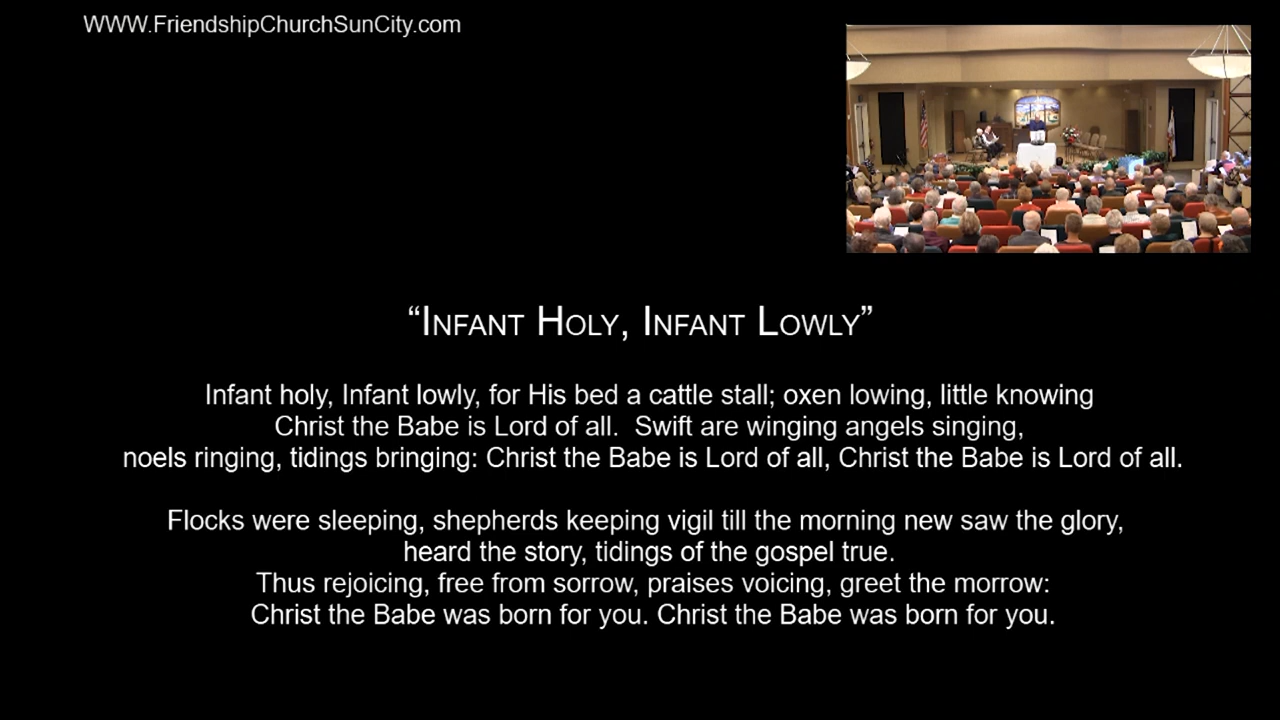 WWW.FriendshipChurchSunCity.com
“INFANT HOLY, INFANT LOWLY”
Infant holy, Infant lowly, for His bed a cattle stall; oxen lowing, little knowing
Christ the Babe is Lord of all.  Swift are winging angels singing,
noels ringing, tidings bringing: Christ the Babe is Lord of all, Christ the Babe is Lord of all.
Flocks were sleeping, shepherds keeping vigil till the morning new saw the glory,
heard the story, tidings of the gospel true.
Thus rejoicing, free from sorrow, praises voicing, greet the morrow:
Christ the Babe was born for you. Christ the Babe was born for you.